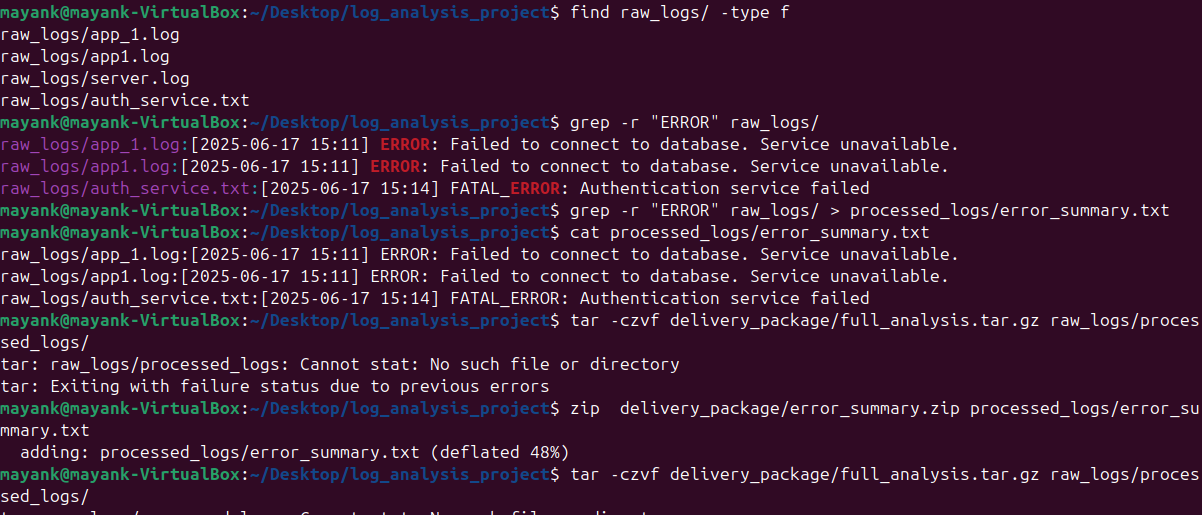 mayank@mayank-VirtualBox:~/Desktop/log_analysis_project$ find raw_logs/ -type f
raw_logs/app_1.log
raw_logs/app1.log
raw_logs/server.log
raw_logs/auth_service.txt
mayank@mayank-VirtualBox:~/Desktop/log_analysis_project$ grep -r "ERROR" raw_logs/
raw_logs/app_1.log:[2025-06-17 15:11] ERROR: Failed to connect to database. Service unavailable.
raw_logs/app1.log:[2025-06-17 15:11] ERROR: Failed to connect to database. Service unavailable.
raw_logs/auth_service.txt:[2025-06-17 15:14] FATAL_ERROR: Authentication service failed
mayank@mayank-VirtualBox:~/Desktop/log_analysis_project$ grep -r "ERROR" raw_logs/ > processed_logs/error_summary.txt
mayank@mayank-VirtualBox:~/Desktop/log_analysis_project$ cat processed_logs/error_summary.txt
raw_logs/app_1.log:[2025-06-17 15:11] ERROR: Failed to connect to database. Service unavailable.
raw_logs/app1.log:[2025-06-17 15:11] ERROR: Failed to connect to database. Service unavailable.
raw_logs/auth_service.txt:[2025-06-17 15:14] FATAL_ERROR: Authentication service failed
mayank@mayank-VirtualBox:~/Desktop/log_analysis_project$ tar -czvf delivery_package/full_analysis.tar.gz raw_logs/proces
sed_logs/
tar: raw_logs/processed_logs: Cannot stat: No such file or directory
tar: Exiting with failure status due to previous errors
mayank@mayank-VirtualBox:~/Desktop/log_analysis_project$ zip  delivery_package/error_summary.zip processed_logs/error_su
mmary.txt
  adding: processed_logs/error_summary.txt (deflated 48%)
mayank@mayank-VirtualBox:~/Desktop/log_analysis_project$ tar -czvf delivery_package/full_analysis.tar.gz raw_logs/proces
sed_logs/